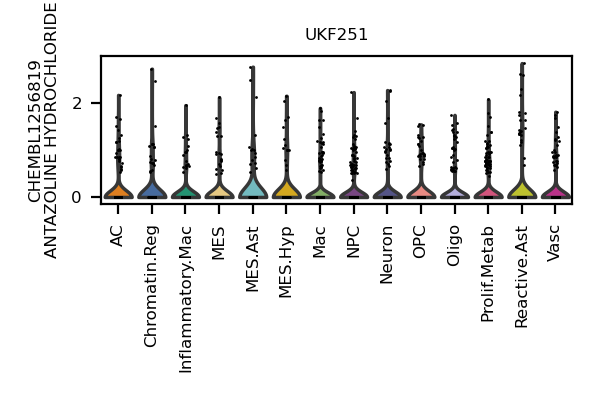 UKF251
CHEMBL1256819
ANTAZOLINE HYDROCHLORIDE
2
0
AC
Chromatin.Reg
Inflammatory.Mac
MES
MES.Ast
MES.Hyp
Mac
NPC
Neuron
OPC
Oligo
Prolif.Metab
Reactive.Ast
Vasc